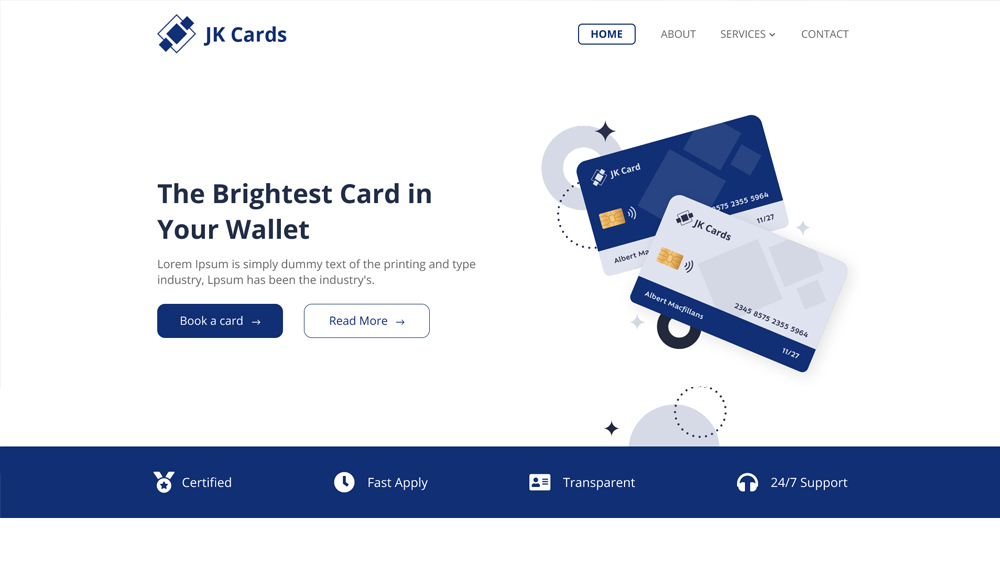 JK Cards
HOME
ABOUT
SERVICES
CONTACT
The Brightest Card in
Your Wallet
Lorem Ipsum is simply dummy text of the printing and type
industry, Lpsum has been the industry's.
Book a card →
Read More →
JK Card
8575 2355 5964
11/27
Albert Ma
JK Cards
2345 8575 2355 5964
Albert Macfillans
11/27
Certified
Fast Apply
Transparent
24/7 Support